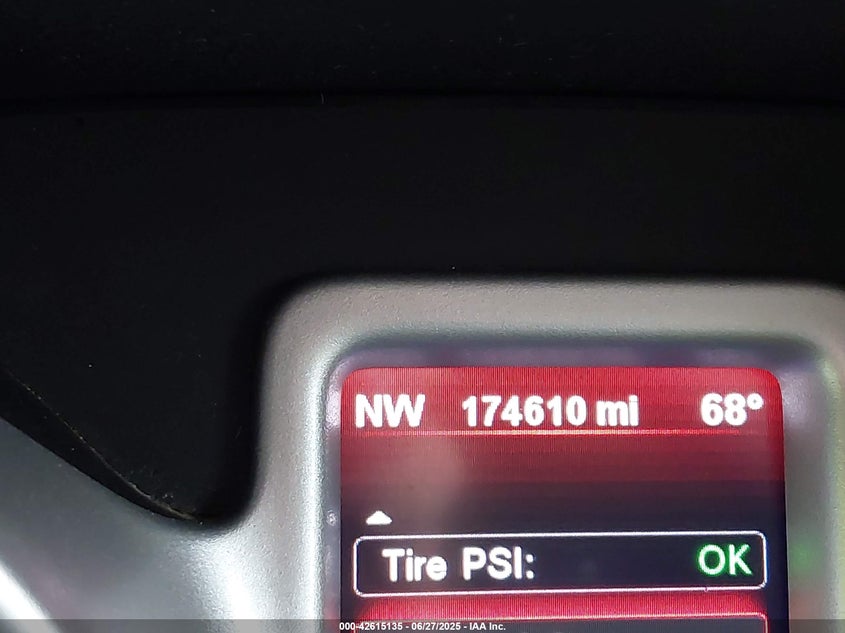 NW 174610 mi 68°
Tire PSI: OK
000-42615135 - 06/27/2025 - IAA Inc.